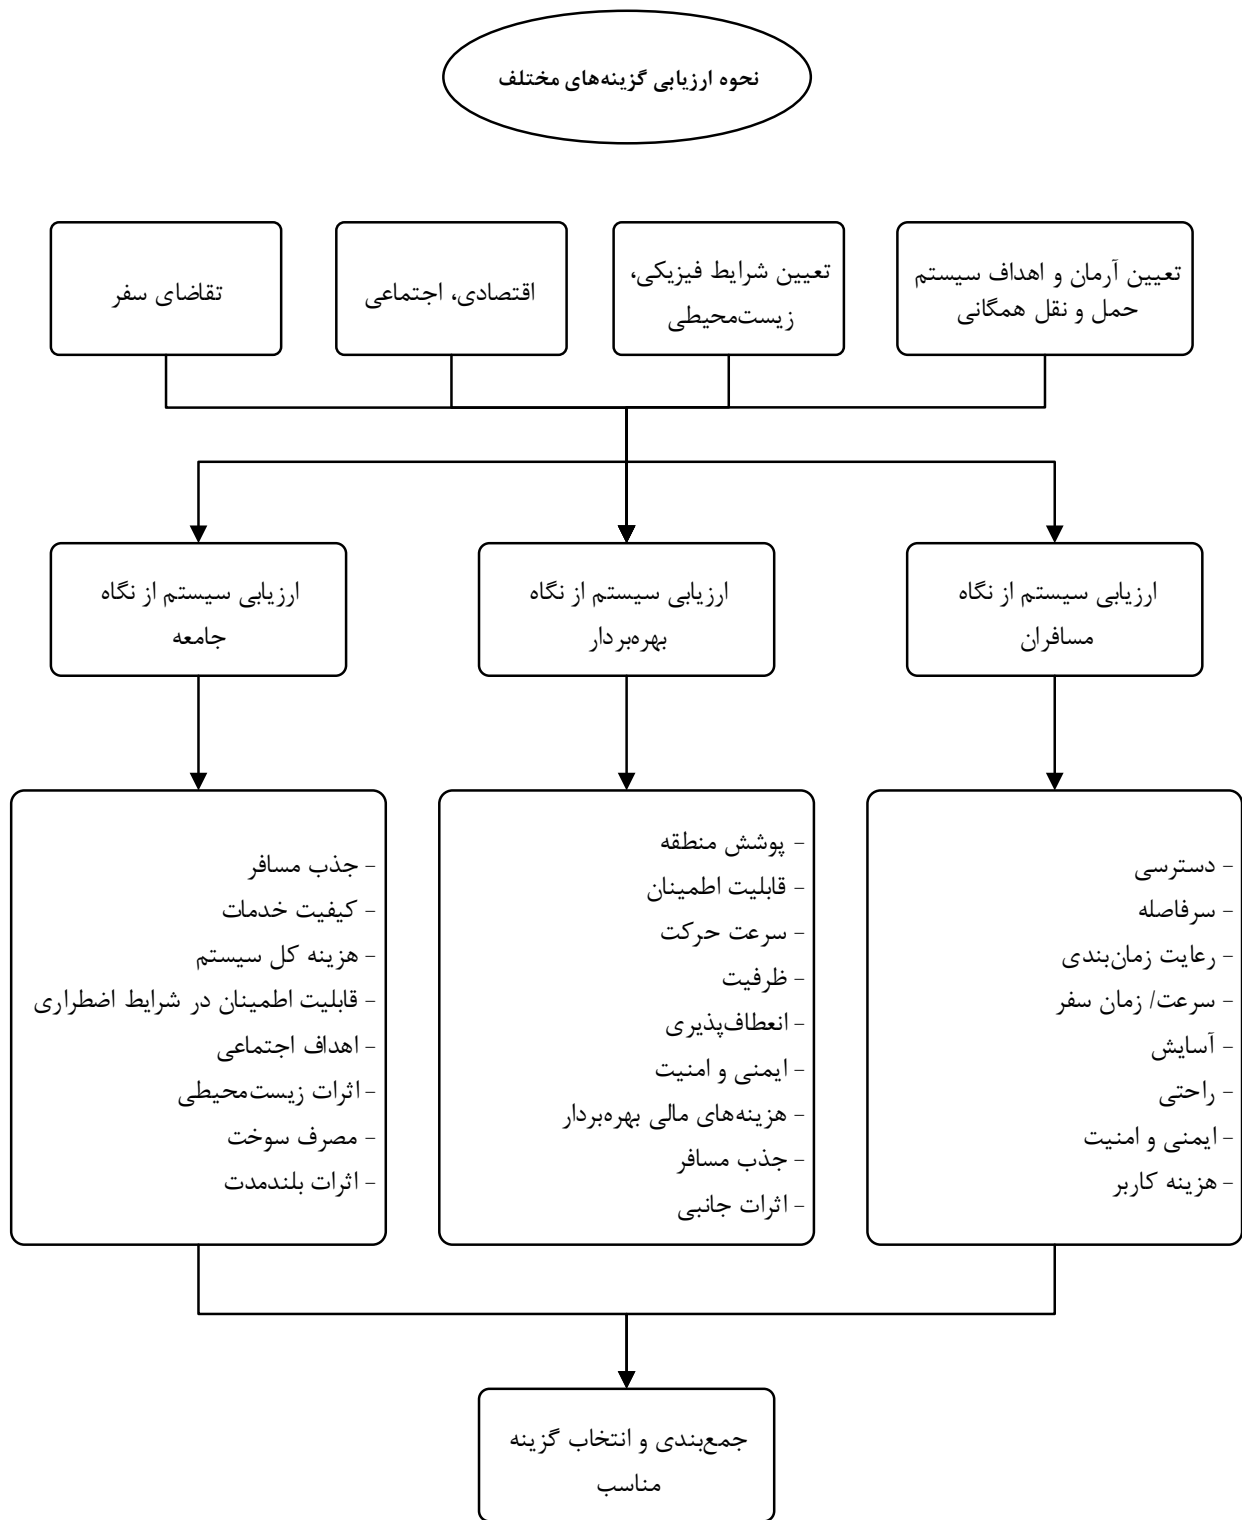 نحوه ارزیابی گزینه‌های مختلف
تعیین آرمان و اهداف سیستم
حمل و نقل همگانی
تعیین شرایط فیزیکی،
زیست‌محیطی
اقتصادی، اجتماعی
تقاضای سفر
ارزیابی سیستم از نگاه
مسافران
ارزیابی سیستم از نگاه
بهره‌بردار
ارزیابی سیستم از نگاه
جامعه
- دسترسی
- سرفاصله
- رعایت زمان‌بندی
- سرعت/ زمان سفر
- آسایش
- راحتی
- ایمنی و امنیت
- هزینه کاربر
- پوشش منطقه
- قابلیت اطمینان
- سرعت حرکت
- ظرفیت
- انعطاف‌پذیری
- ایمنی و امنیت
- هزینه‌های مالی بهره‌بردار
- جذب مسافر
- اثرات جانبی
- جذب مسافر
- کیفیت خدمات
- هزینه کل سیستم
- قابلیت اطمینان در شرایط اضطراری
- اهداف اجتماعی
- اثرات زیست‌محیطی
- مصرف سوخت
- اثرات بلندمدت
جمع‌بندی و انتخاب گزینه
مناسب